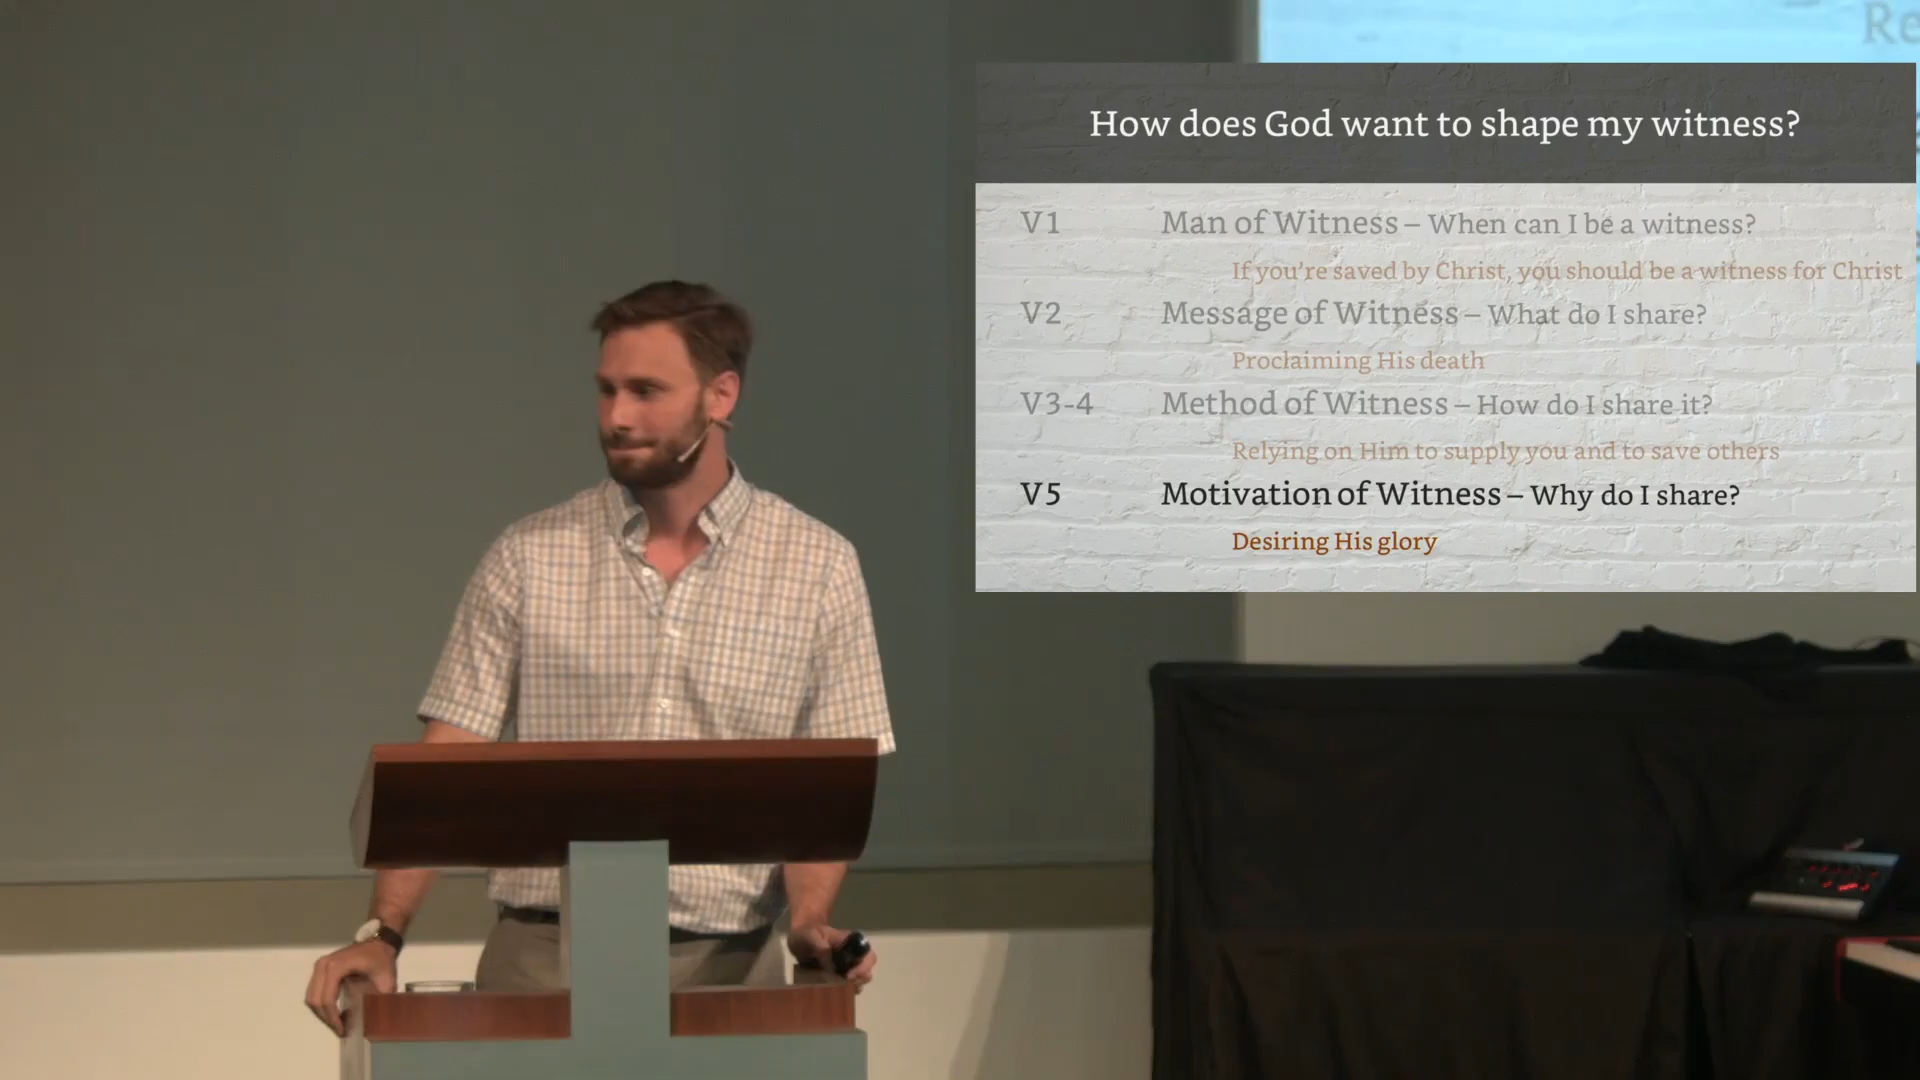 Re
How does God want to shape my witness?
V1 Man of Witness – When can I be a witness?
If you're saved by Christ, you should be a witness for Christ
V2 Message of Witness – What do I share?
Proclaiming His death
V3-4 Method of Witness – How do I share it?
Relying on Him to supply you and to save others
V5 Motivation of Witness – Why do I share?
Desiring His glory